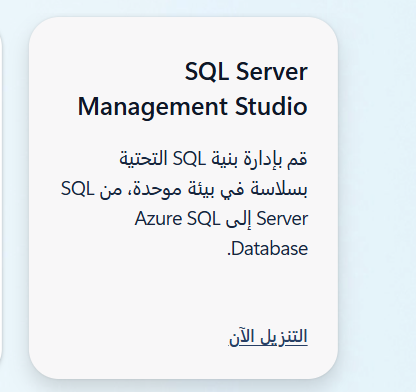 SQL Server
Management Studio
قم بإدارة بنية SQL التحتية
بسلاسة في بيئة موحدة، من SQL
Server إلى Azure SQL
Database.
التنزيل الآن